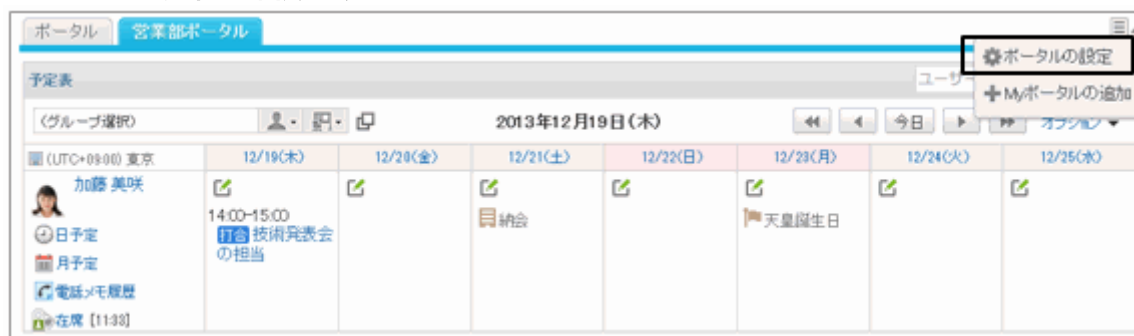 ポータル 営業部ポータル
ポータルの設定
Myポータルの追加
予定表
(グループ選択) 2013年12月19日(木) 今日 オプション
(UTC+09:00) 東京 12/19(木) 12/20(金) 12/21(土) 12/22(日) 12/23(月) 12/24(火) 12/25(水)
加藤 美咲
日予定
月予定
電話メモ履歴
在席 [11:33]
14:00-15:00
打合 技術発表会
の担当
納会
天皇誕生日